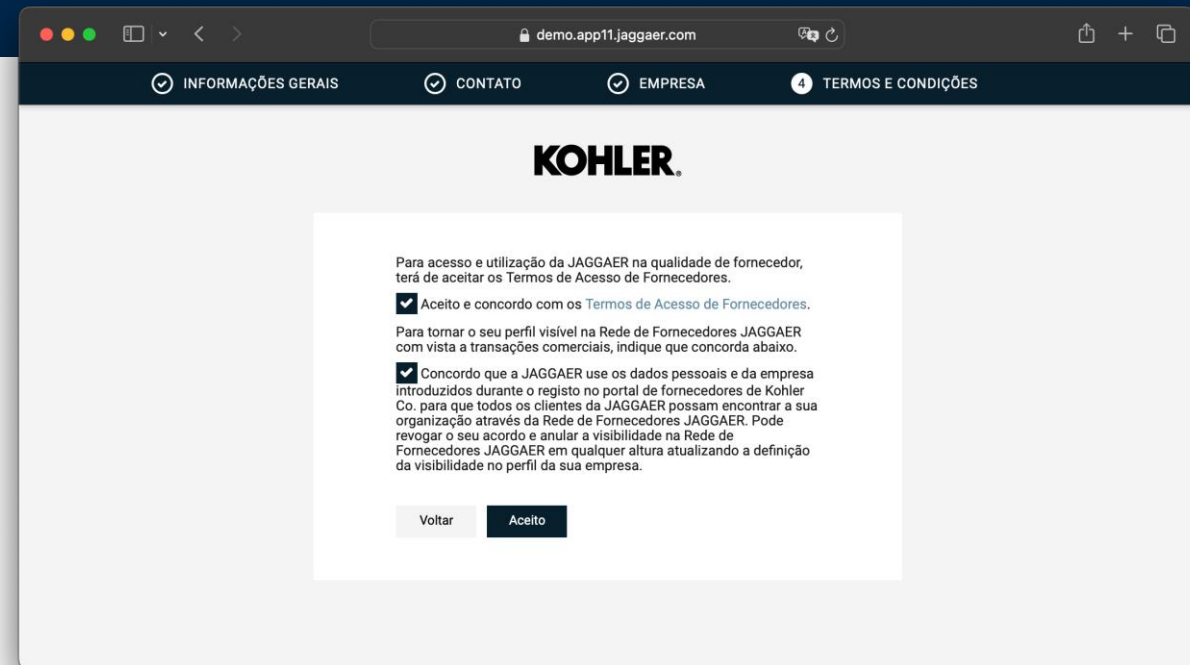 demo.app11.jaggaer.com
INFORMAÇÕES GERAIS
CONTATO
EMPRESA
4 TERMOS E CONDIÇÕES
KOHLER®
Para acesso e utilização da JAGGAER na qualidade de fornecedor,
terá de aceitar os Termos de Acesso de Fornecedores.
Aceito e concordo com os Termos de Acesso de Fornecedores.
Para tornar o seu perfil visível na Rede de Fornecedores JAGGAER
com vista a transações comerciais, indique que concorda abaixo.
Concordo que a JAGGAER use os dados pessoais e da empresa
introduzidos durante o registo no portal de fornecedores de Kohler
Co. para que todos os clientes da JAGGAER possam encontrar a sua
organização através da Rede de Fornecedores JAGGAER. Pode
revogar o seu acordo e anular a visibilidade na Rede de
Fornecedores JAGGAER em qualquer altura atualizando a definição
da visibilidade no perfil da sua empresa.
Voltar
Aceito